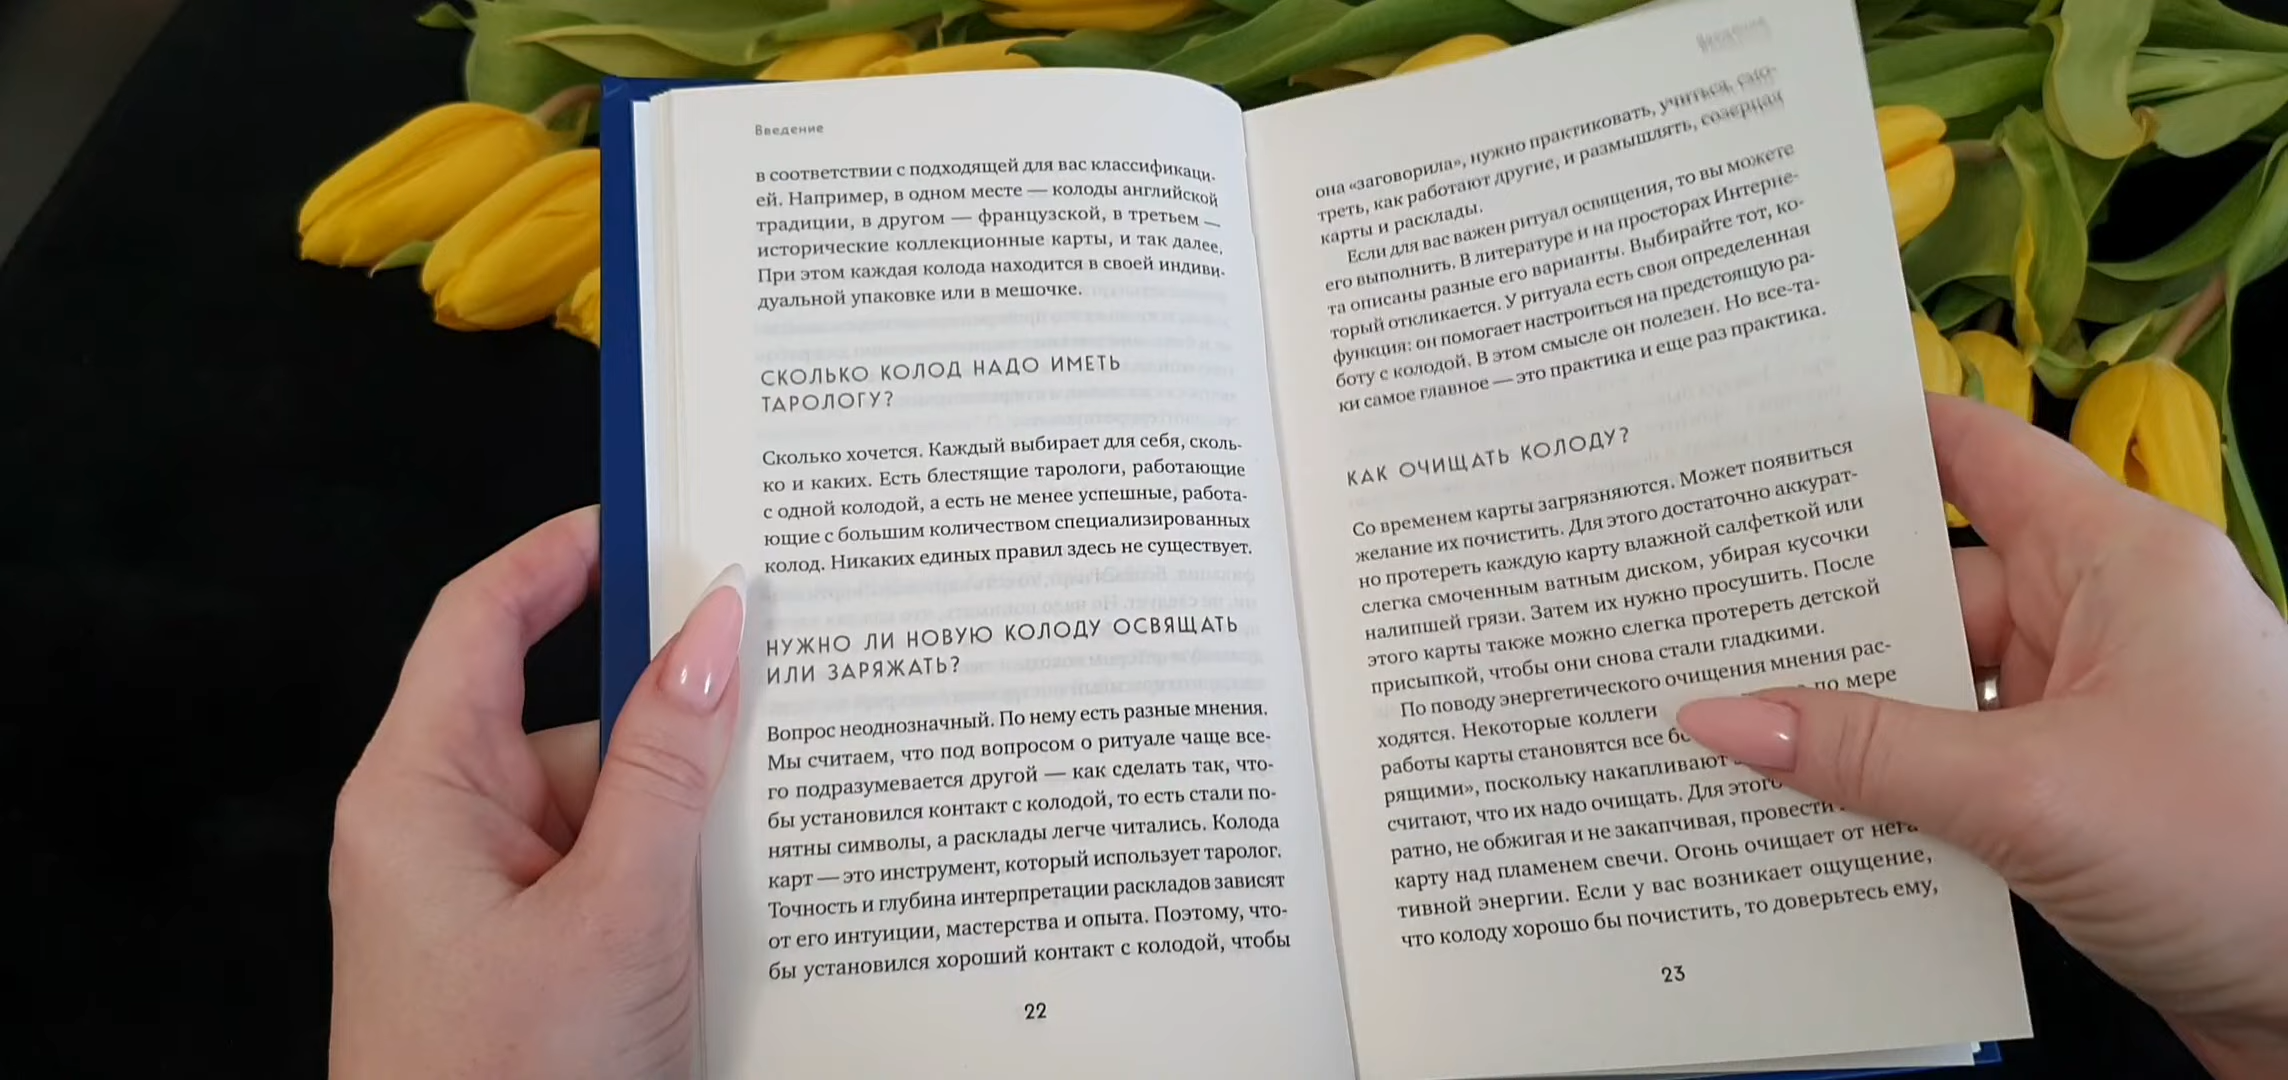 Введение
в соответствии с подходящей для вас классификаци-
ей. Например, в одном месте — колоды английской
традиции, в другом — французской, в третьем —
исторические коллекционные карты, и так далее.
При этом каждая колода находится в своей индиви-
дуальной упаковке или в мешочке.
СКОЛЬКО КОЛОД НАДО ИМЕТЬ
ТАРОЛОГУ?
Сколько хочется. Каждый выбирает для себя, сколь-
ко и каких. Есть блестящие тарологи, работающие
с одной колодой, а есть не менее успешные, работа-
ющие с большим количеством специализированных
колод. Никаких единых правил здесь не существует.
НУЖНО ЛИ НОВУЮ КОЛОДУ ОСВЯЩАТЬ
ИЛИ ЗАРЯЖАТЬ?
Вопрос неоднозначный. По нему есть разные мнения.
Мы считаем, что под вопросом о ритуале чаще все-
го подразумевается другой — как сделать так, что-
бы установился контакт с колодой, то есть стали по-
нятны символы, а расклады легче читались. Колода
карт — это инструмент, который использует таролог.
Точность и глубина интерпретации раскладов зависят
от его интуиции, мастерства и опыта. Поэтому, что-
бы установился хороший контакт с колодой, чтобы
22
Введение
она «заговорила», нужно практиковать, учиться, смо-
треть, как работают другие, и размышлять, созерцая
карты и расклады.
Если для вас важен ритуал освящения, то вы можете
его выполнить. В литературе и на просторах Интерне-
та описаны разные его варианты. Выбирайте тот, ко-
торый откликается. У ритуала есть своя определенная
функция: он помогает настроиться на предстоящую ра-
боту с колодой. В этом смысле он полезен. Но все-та-
ки самое главное — это практика и еще раз практика.
КАК ОЧИЩАТЬ КОЛОДУ?
Со временем карты загрязняются. Может появиться
желание их почистить. Для этого достаточно аккурат-
но протереть каждую карту влажной салфеткой или
слегка смоченным ватным диском, убирая кусочки
налипшей грязи. Затем их нужно просушить. После
этого карты также можно слегка протереть детской
присыпкой, чтобы они снова стали гладкими.
По поводу энергетического очищения мнения рас-
ходятся. Некоторые коллеги по мере
работы карты становятся все
рящими», поскольку накапливают
считают, что их надо очищать. Для этого
ратно, не обжигая и не закапчивая, провести
карту над пламенем свечи. Огонь очищает от нега-
тивной энергии. Если у вас возникает ощущение,
что колоду хорошо бы почистить, то доверьтесь ему,
23